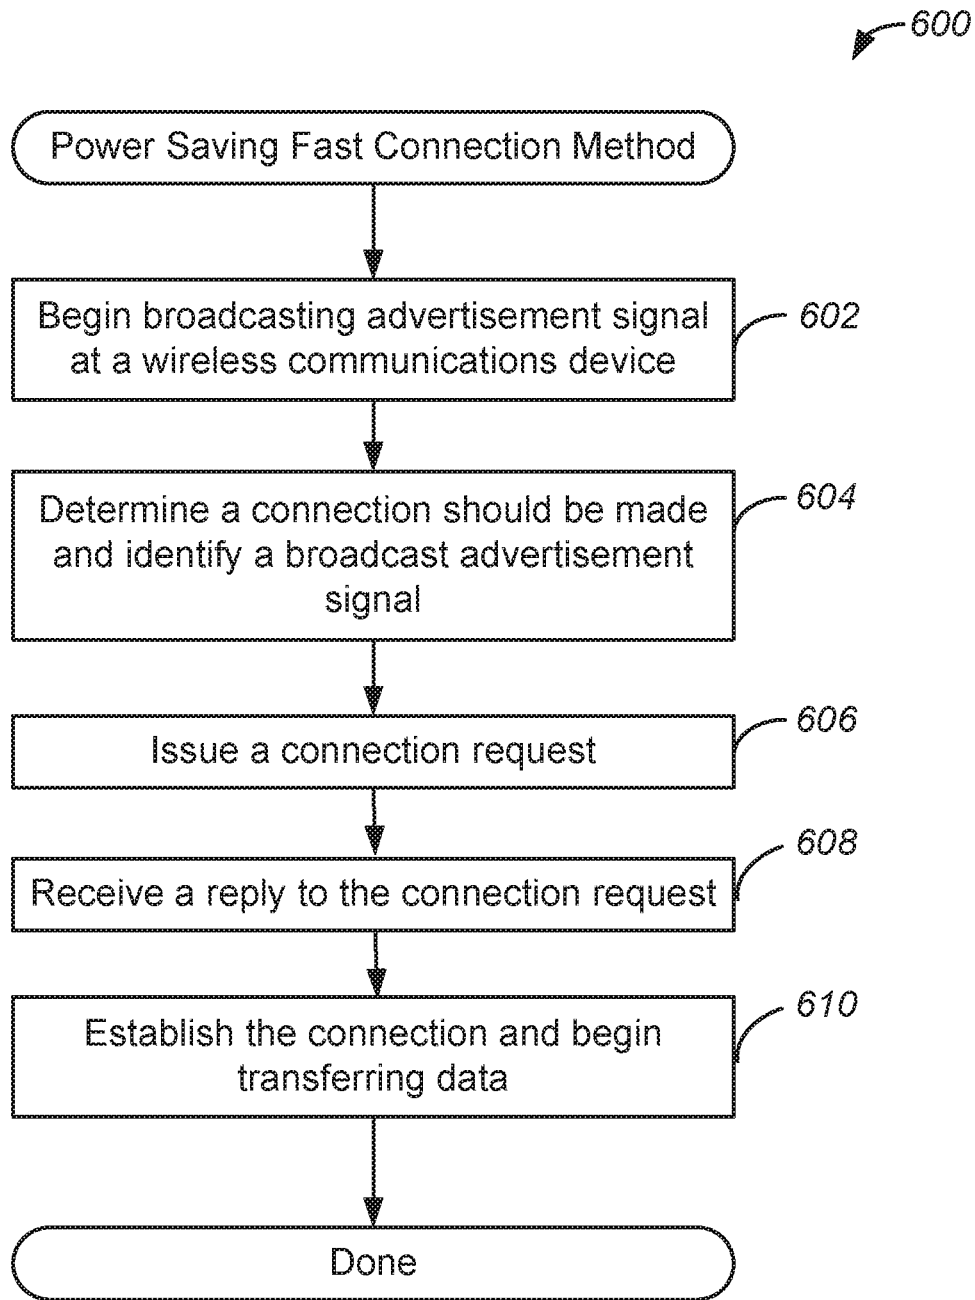 600
Power Saving Fast Connection Method
Begin broadcasting advertisement signal
at a wireless communications device
602
Determine a connection should be made
and identify a broadcast advertisement
signal
604
Issue a connection request
606
Receive a reply to the connection request
608
Establish the connection and begin
transferring data
610
Done